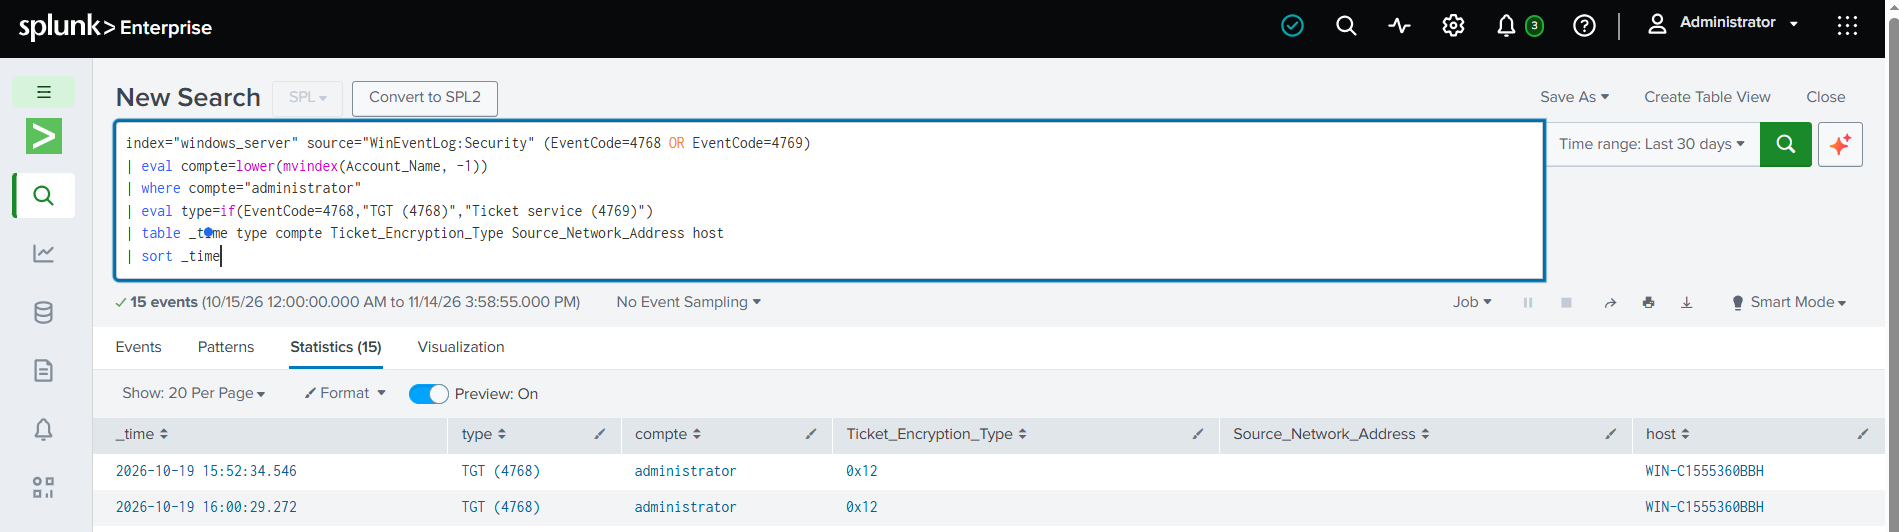 splunk> Enterprise
3
Administrator
New Search
SPL
Convert to SPL2
Save As
Create Table View
Close
index="windows_server" source="WinEventLog:Security" (EventCode=4768 OR EventCode=4769)
| eval compte=lower(mvindex(Account_Name, -1))
| where compte="administrator"
| eval type=if(EventCode=4768,"TGT (4768)","Ticket service (4769)")
| table _time type compte Ticket_Encryption_Type Source_Network_Address host
| sort _time
Time range: Last 30 days
15 events (10/15/26 12:00:00.000 AM to 11/14/26 3:58:55.000 PM)
No Event Sampling
Job
Smart Mode
Events
Patterns
Statistics (15)
Visualization
Show: 20 Per Page
Format
Preview: On
_time
type
compte
Ticket_Encryption_Type
Source_Network_Address
host
2026-10-19 15:52:34.546 TGT (4768) administrator 0x12 WIN-C1555360BBH
2026-10-19 16:00:29.272 TGT (4768) administrator 0x12 WIN-C1555360BBH